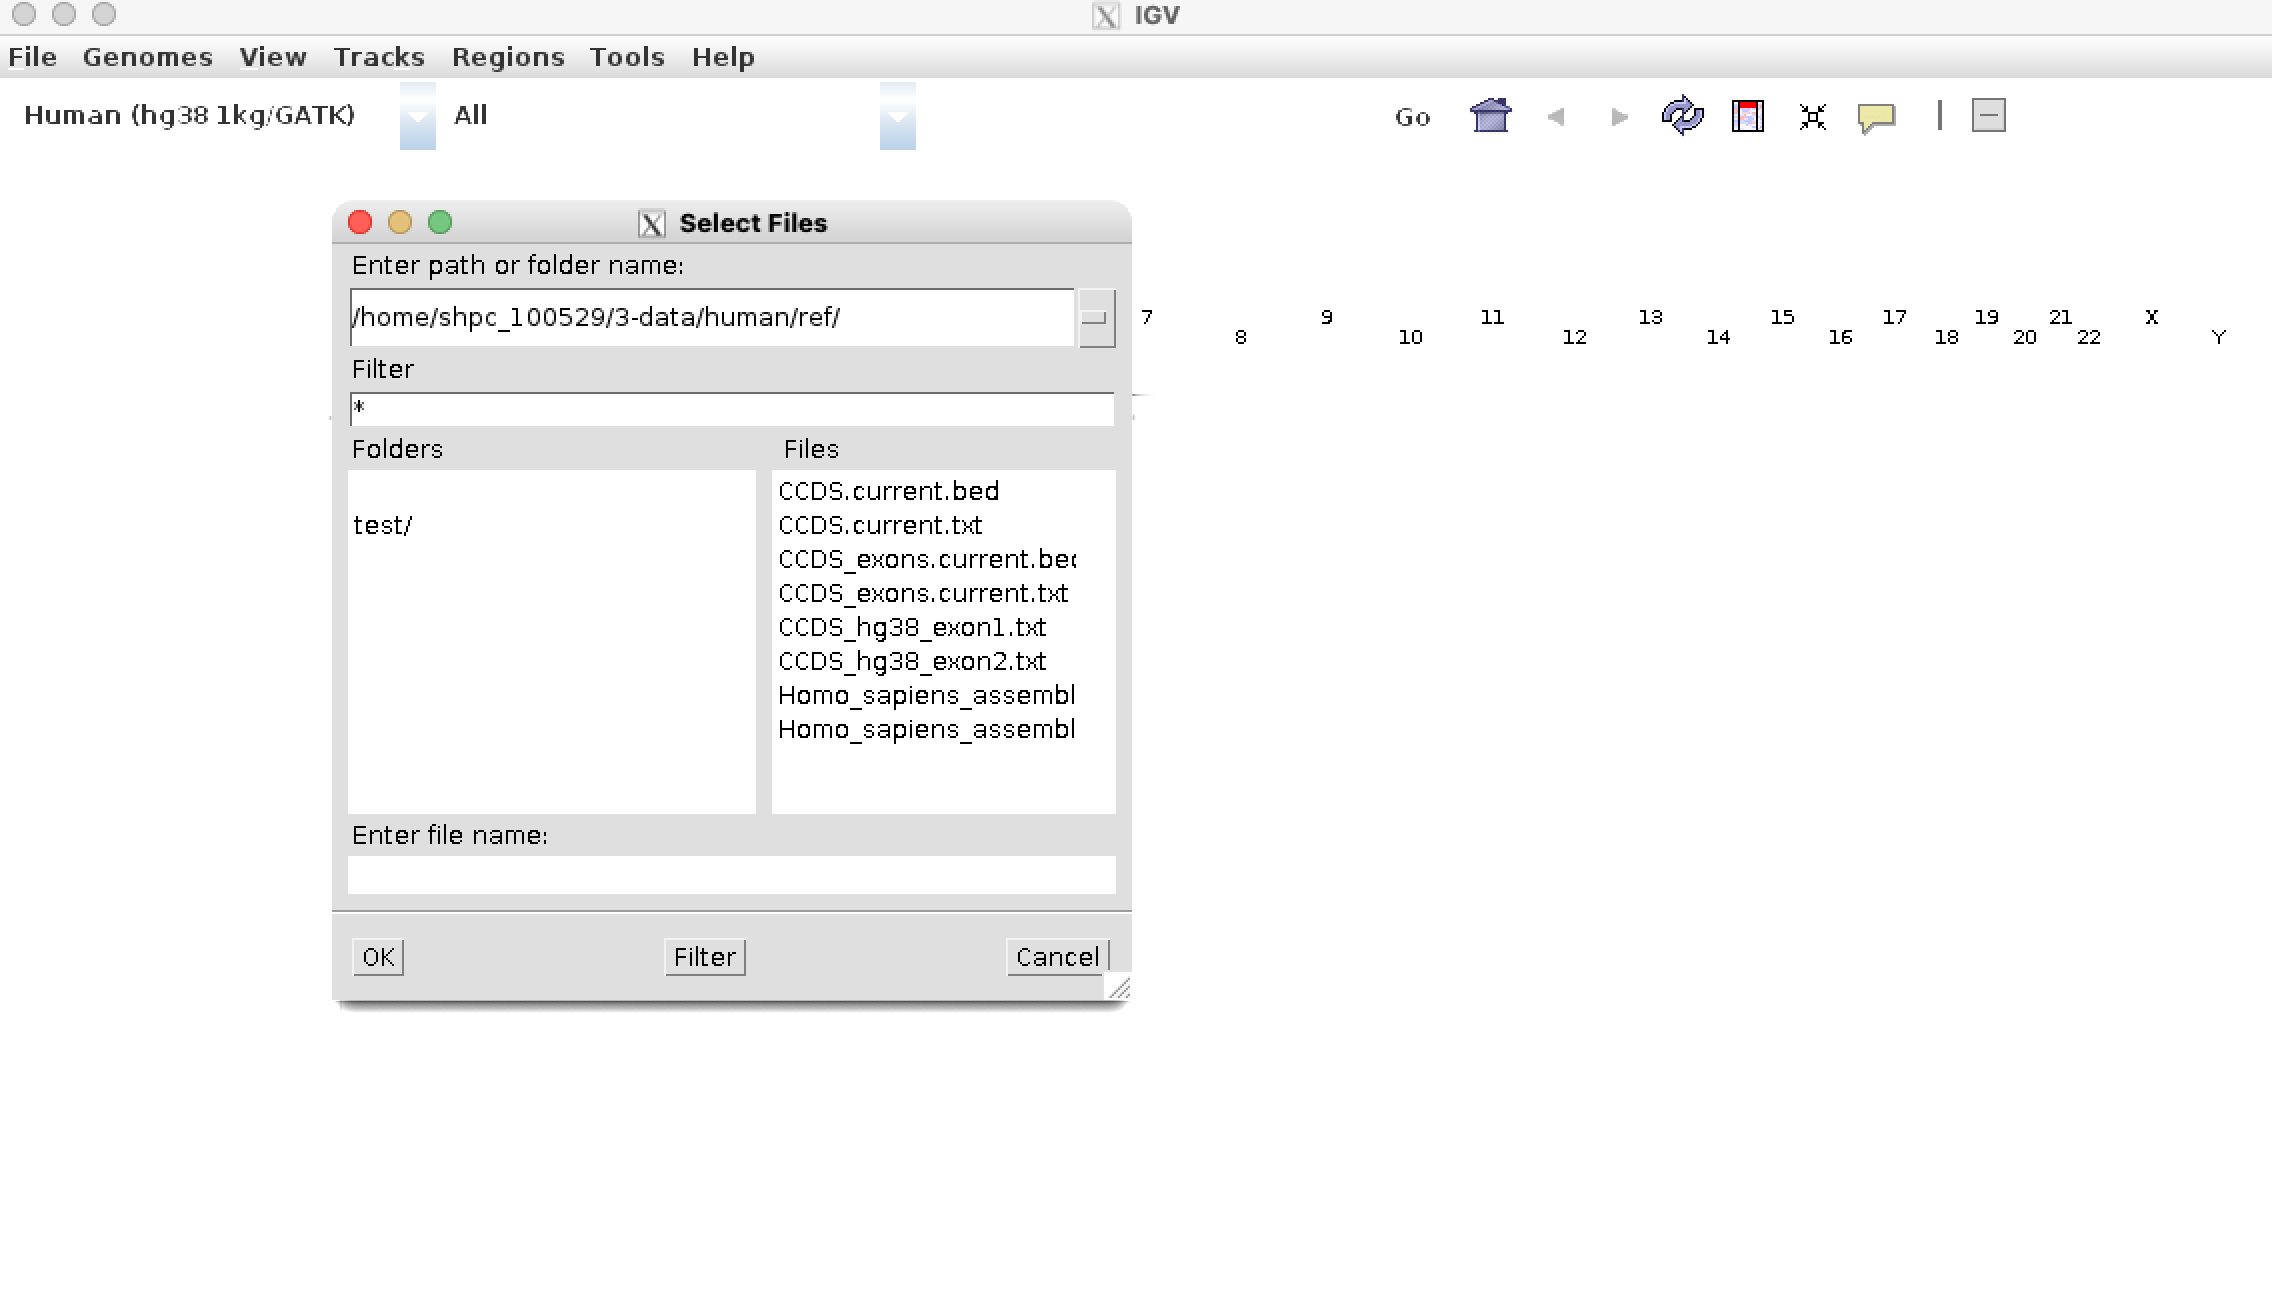 IGV
File Genomes View Tracks Regions Tools Help
Human (hg38 1kg/GATK) All Go
Select Files
Enter path or folder name:
/home/shpc_100529/3-data/human/ref/
7 9 11 13 15 17 19 21 X
8 10 12 14 16 18 20 22 Y
Filter
*
Folders Files
CCDS.current.bed
test/ CCDS.current.txt
CCDS_exons.current.bed
CCDS_exons.current.txt
CCDS_hg38_exon1.txt
CCDS_hg38_exon2.txt
Homo_sapiens_assembl
Homo_sapiens_assembl
Enter file name:
OK Filter Cancel